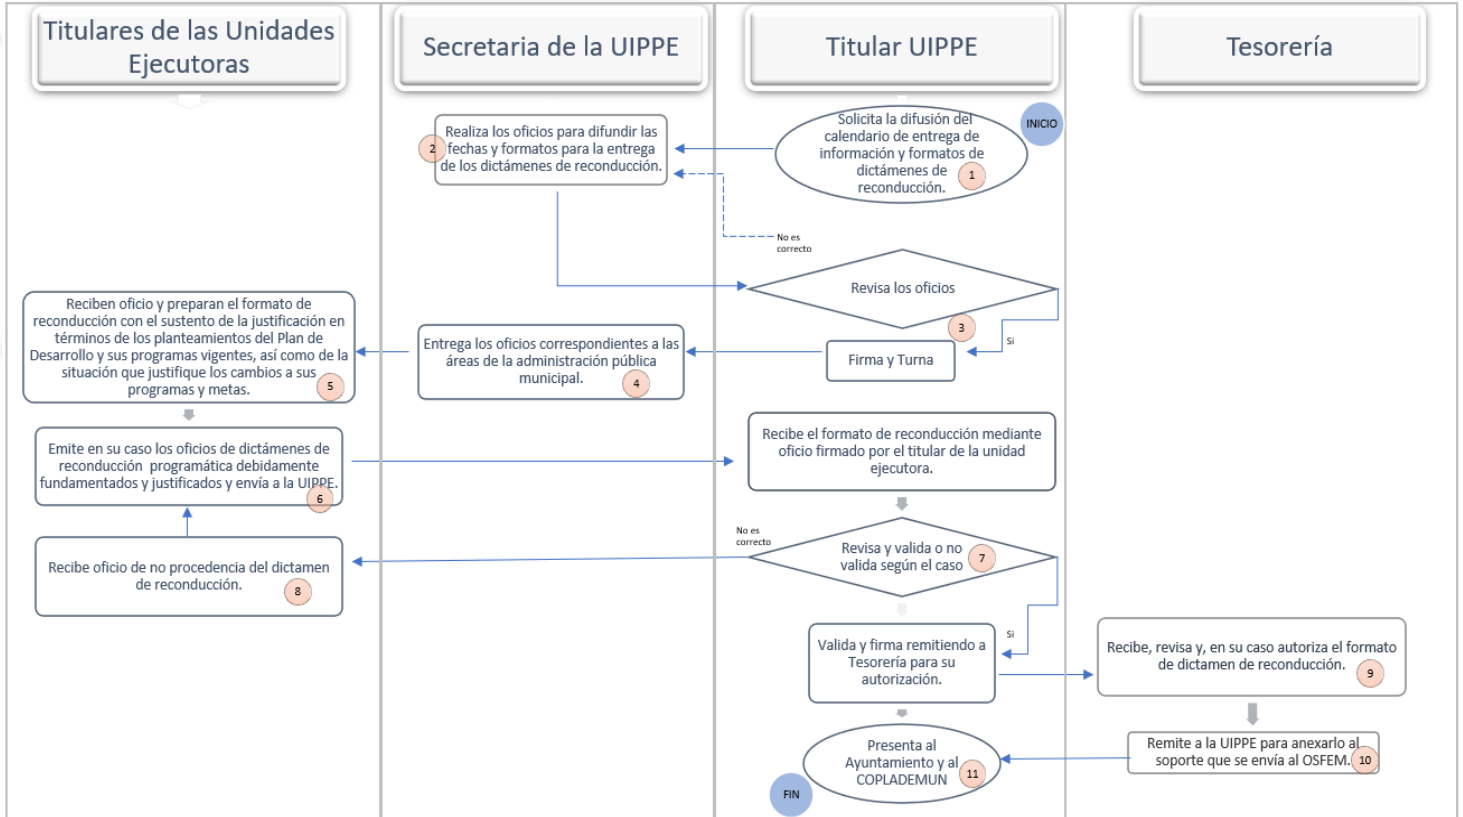 Titulares de las Unidades
Ejecutoras
Secretaria de la UIPPE
Titular UIPPE
Tesorería
INICIO
Solicita la difusión del
calendario de entrega de
información y formatos de
dictámenes de
reconducción.
1
Realiza los oficios para difundir las
fechas y formatos para la entrega
de los dictámenes de reconducción.
2
No es
correcto
Revisa los oficios
3
Si
Firma y Turna
Entrega los oficios correspondientes a las
áreas de la administración pública
municipal.
4
Reciben oficio y preparan el formato de
reconducción con el sustento de la justificación en
términos de los planteamientos del Plan de
Desarrollo y sus programas vigentes, así como de la
situación que justifique los cambios a sus
programas y metas.
5
Emite en su caso los oficios de dictámenes de
reconducción programática debidamente
fundamentados y justificados y envía a la UIPPE.
6
Recibe el formato de reconducción mediante
oficio firmado por el titular de la unidad
ejecutora.
No es
correcto
Revisa y valida o no
valida según el caso
7
Recibe oficio de no procedencia del dictamen
de reconducción.
8
Si
Valida y firma remitiendo a
Tesorería para su
autorización.
Recibe, revisa y, en su caso autoriza el formato
de dictamen de reconducción.
9
Remite a la UIPPE para anexarlo al
soporte que se envía al OSFEM.
10
Presenta al
Ayuntamiento y al
COPLADEMUN
11
FIN